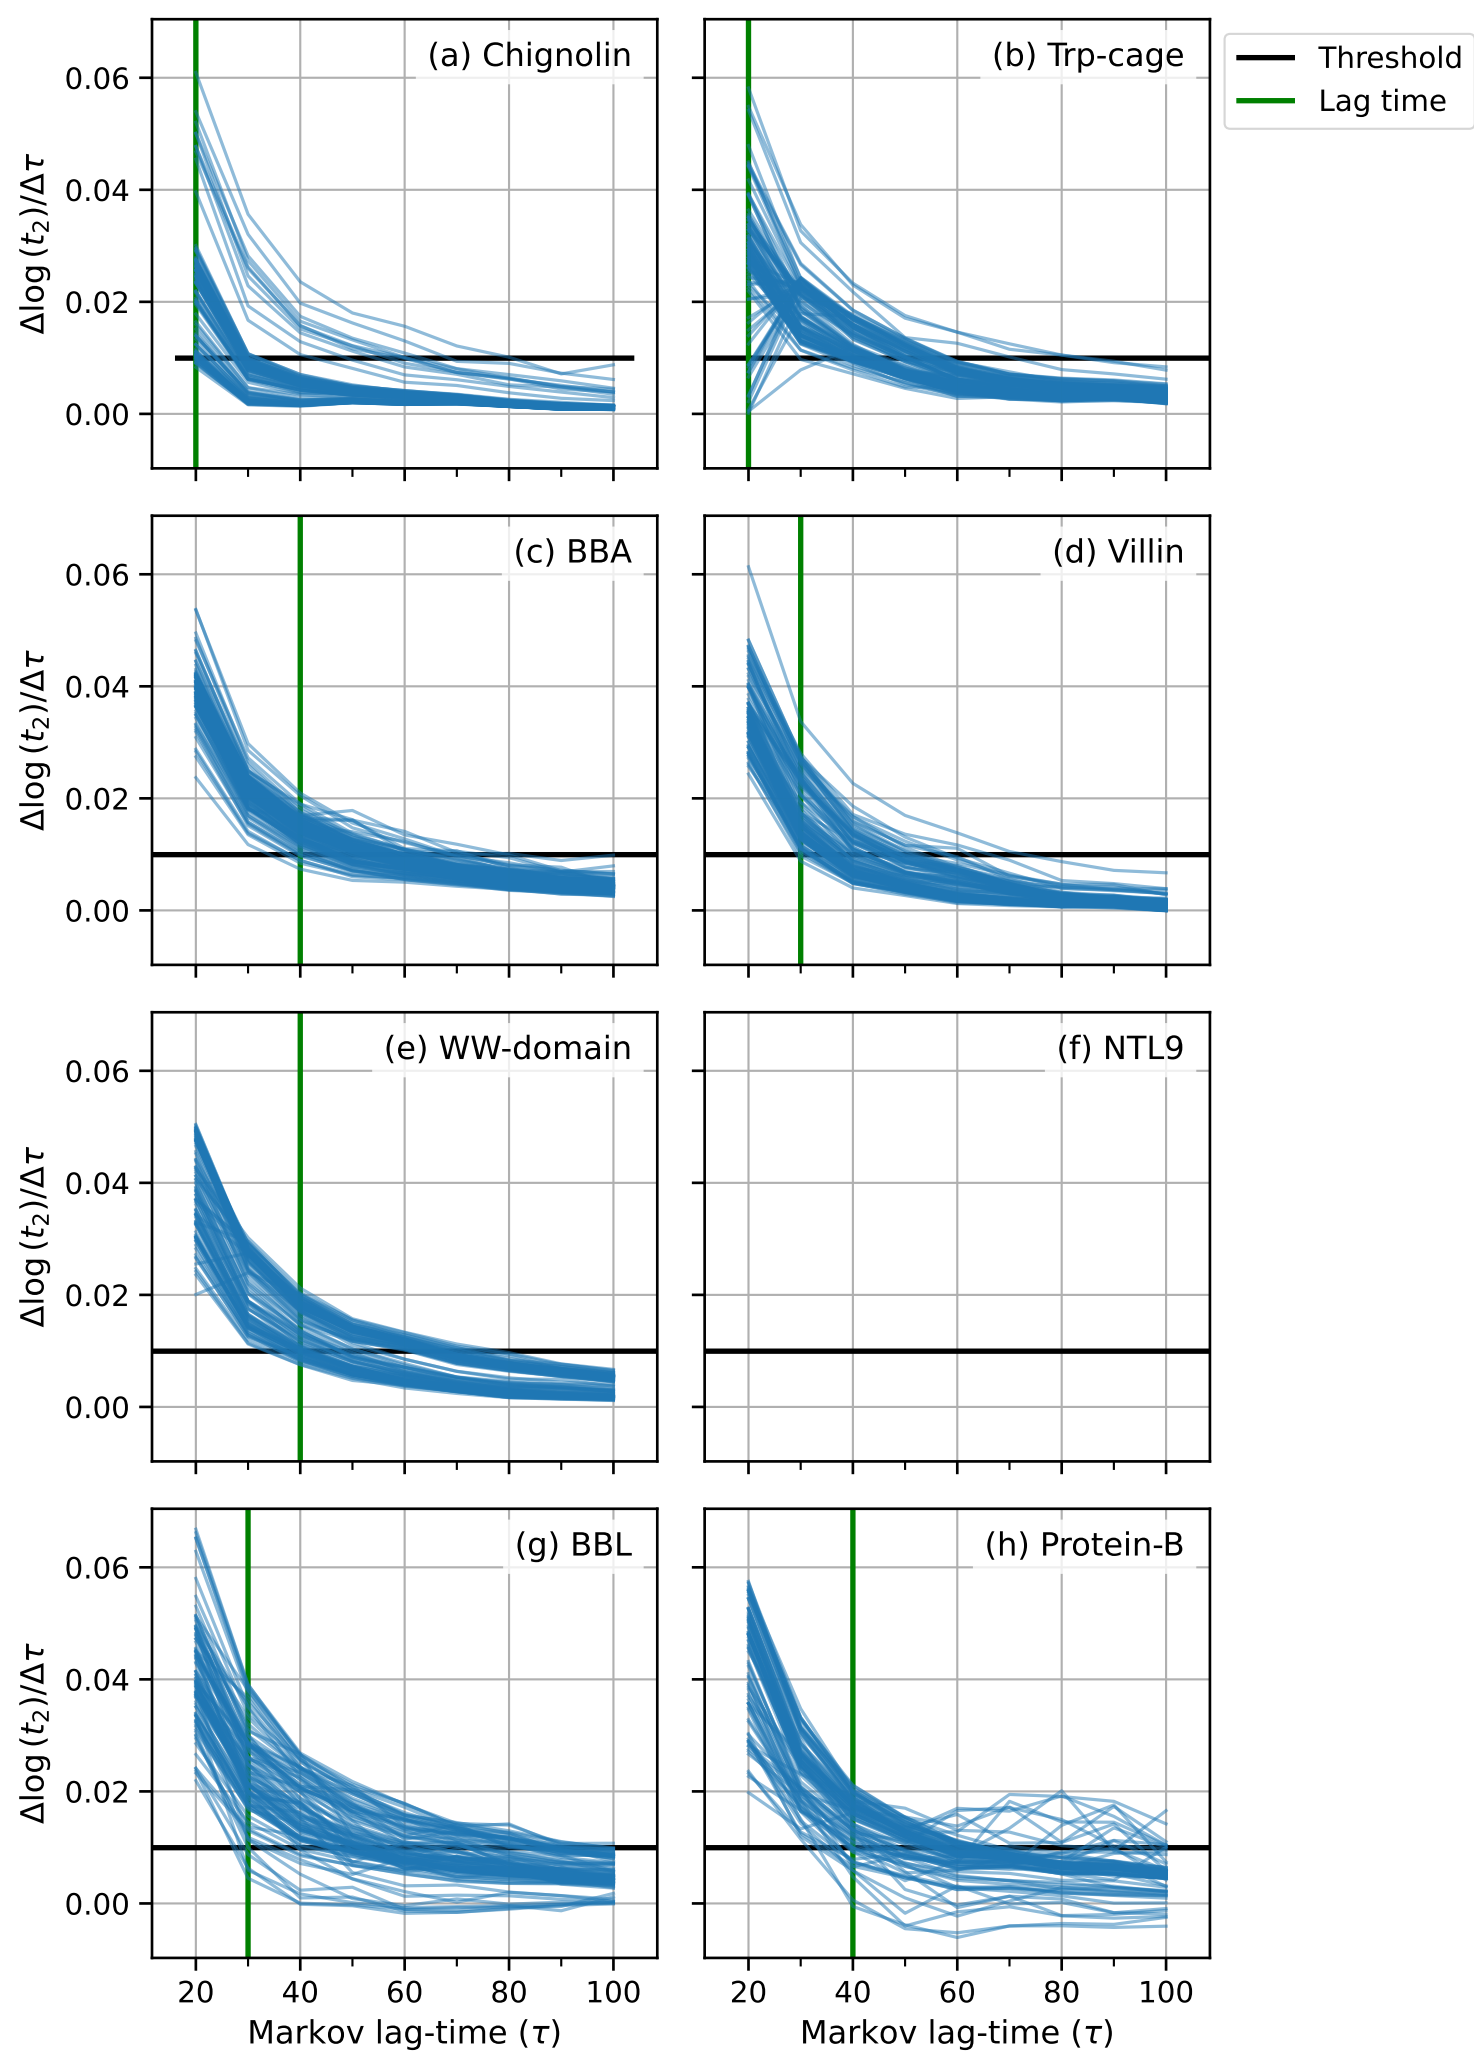 (a) Chignolin
(b) Trp-cage
Threshold
Lag time
0.06
0.04
0.02
0.00
Δlog (t₂)/Δτ
(c) BBA
(d) Villin
0.06
0.04
0.02
0.00
Δlog (t₂)/Δτ
(e) WW-domain
(f) NTL9
0.06
0.04
0.02
0.00
Δlog (t₂)/Δτ
(g) BBL
(h) Protein-B
0.06
0.04
0.02
0.00
Δlog (t₂)/Δτ
20 40 60 80 100
20 40 60 80 100
Markov lag-time (τ)
Markov lag-time (τ)